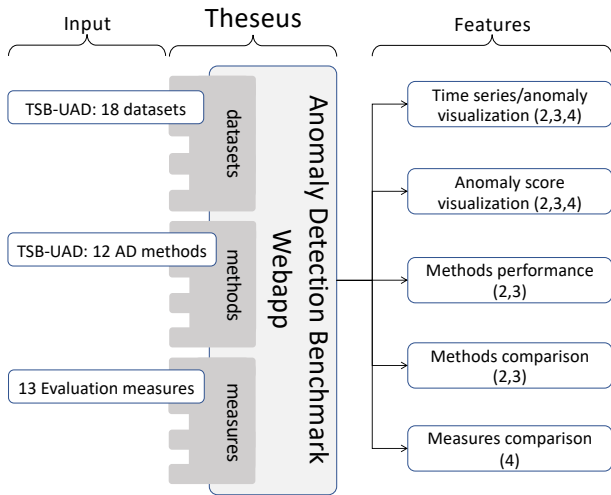 Input
Theseus
Features
TSB-UAD: 18 datasets
datasets
TSB-UAD: 12 AD methods
methods
13 Evaluation measures
measures
Anomaly Detection Benchmark
Webapp
Time series/anomaly
visualization (2,3,4)
Anomaly score
visualization (2,3,4)
Methods performance
(2,3)
Methods comparison
(2,3)
Measures comparison
(4)